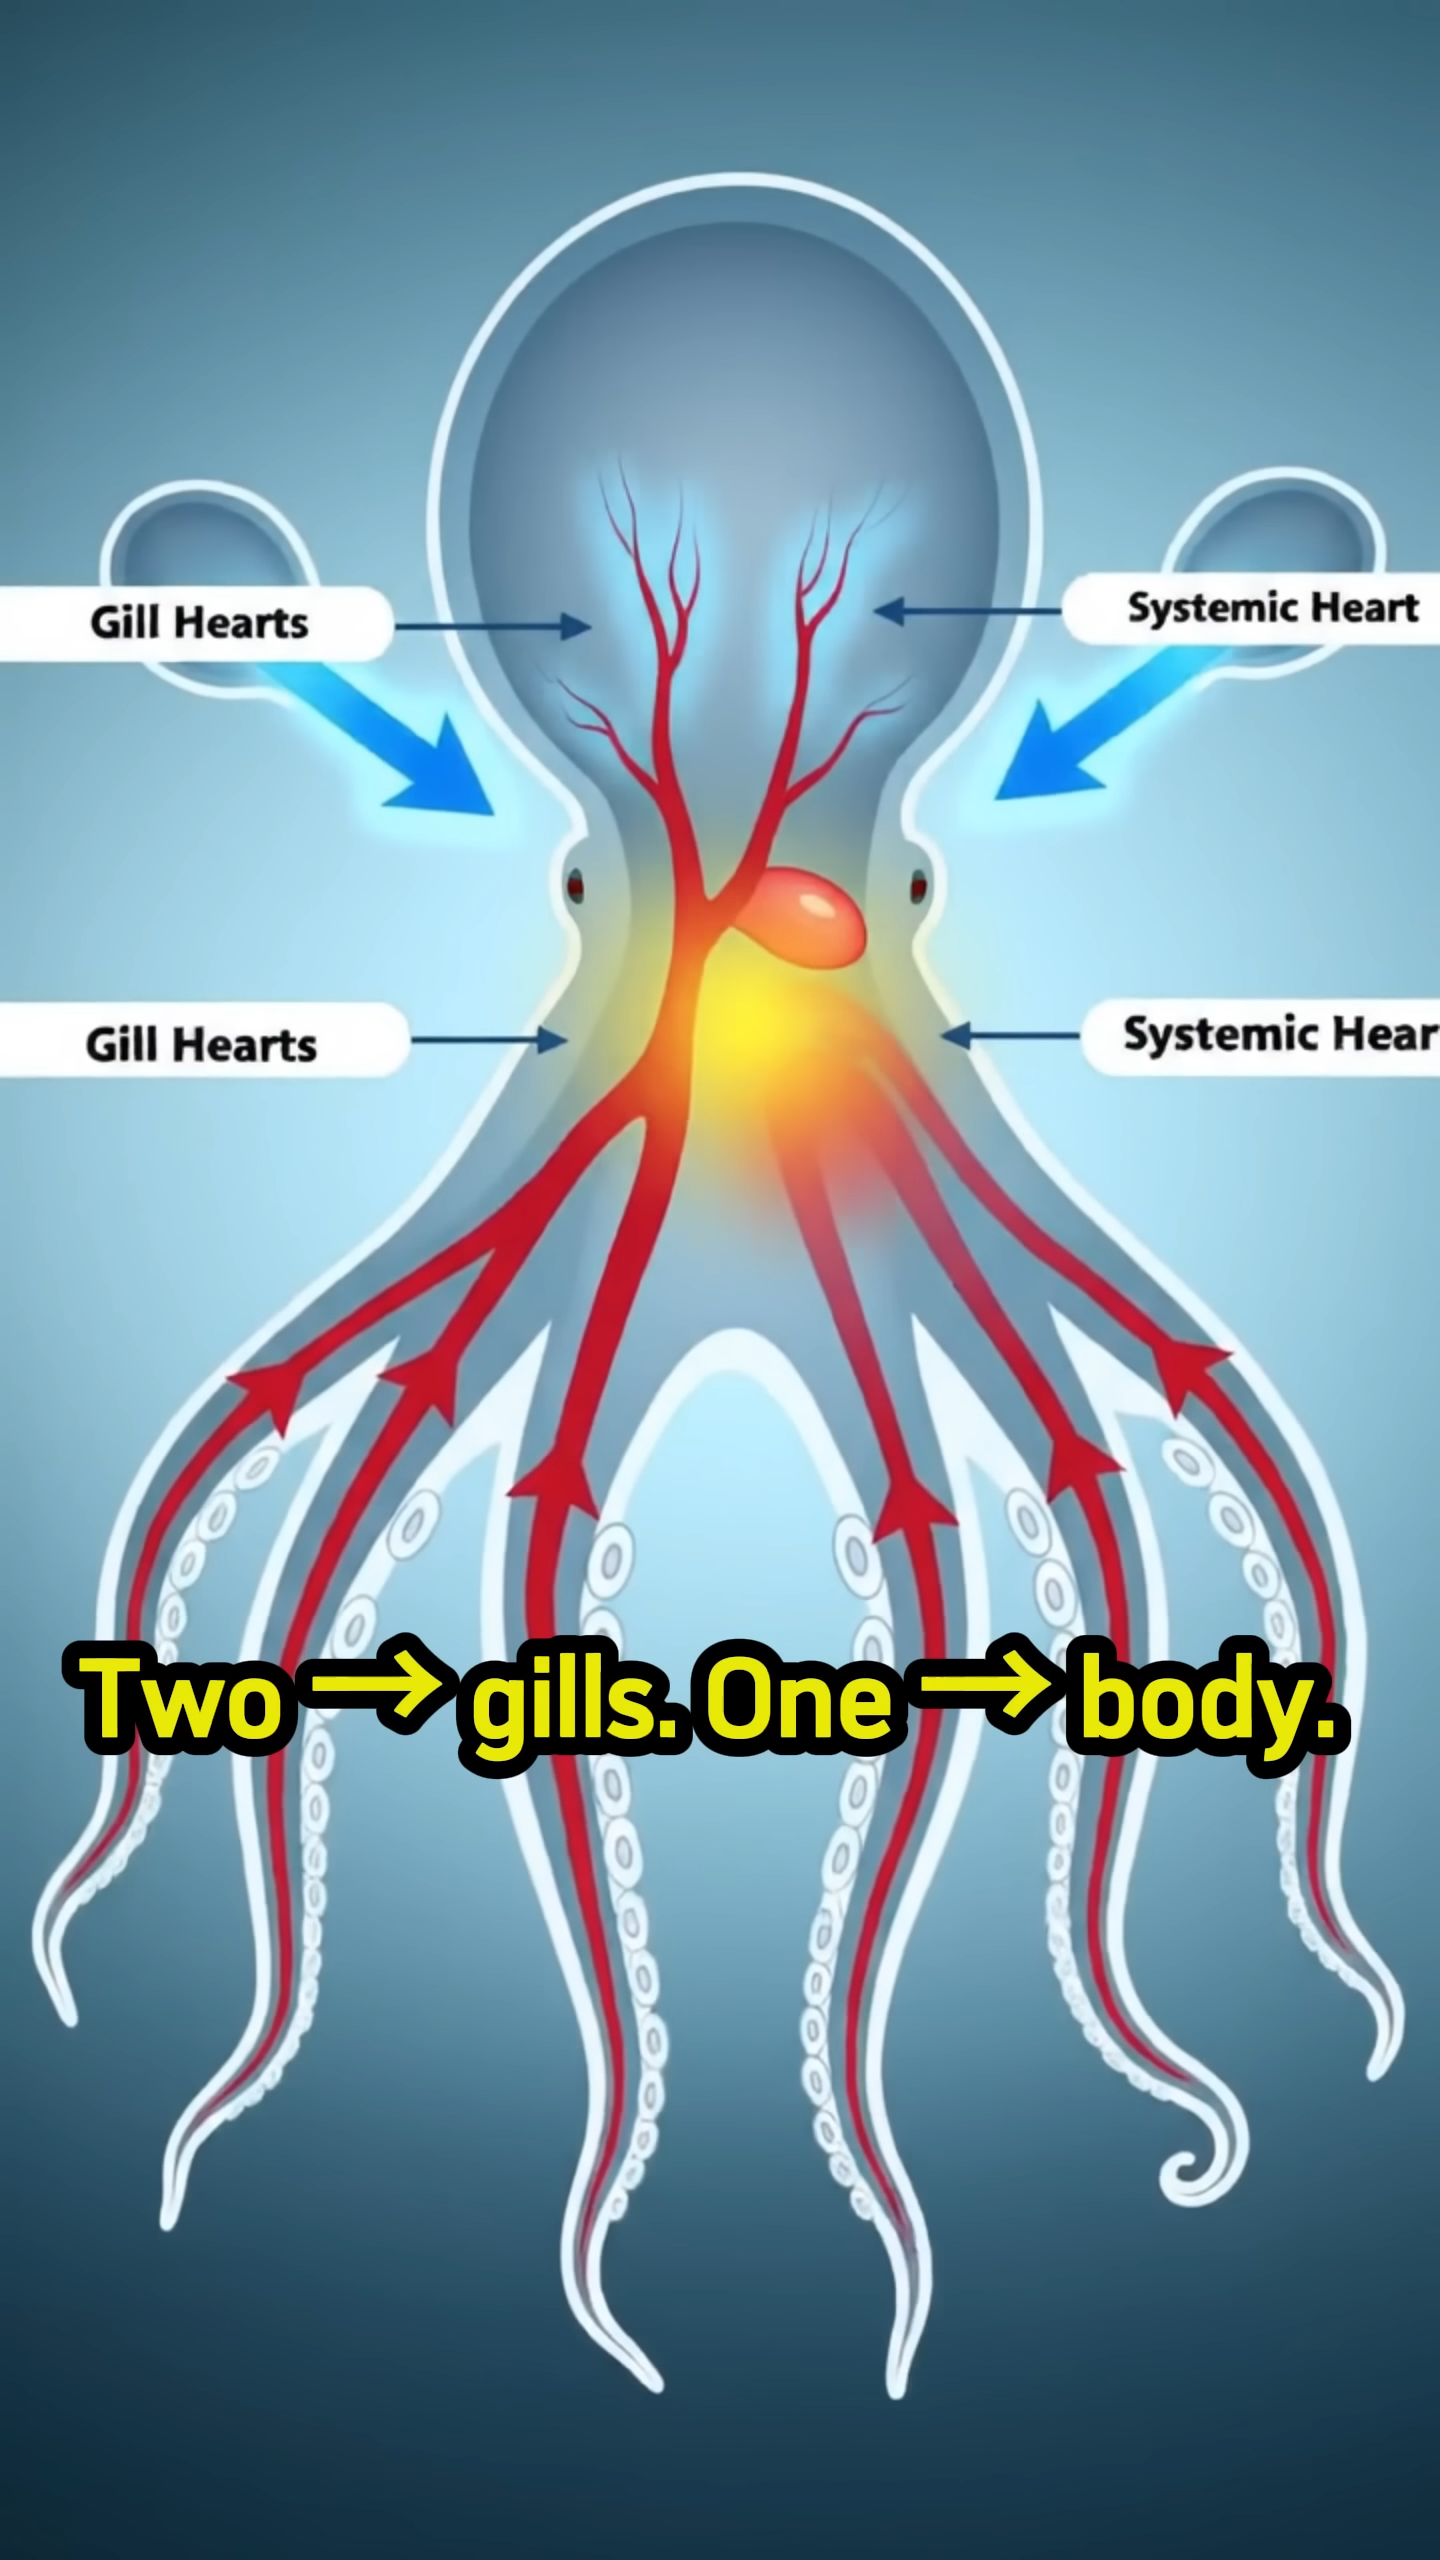 Gill Hearts
Systemic Heart
Gill Hearts
Systemic Hear
Two → gills. One → body.